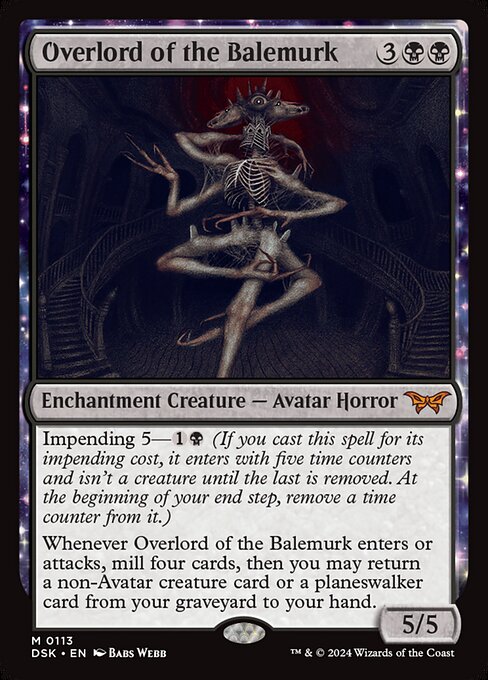 Overlord of the Balemurk 3
Enchantment Creature — Avatar Horror
Impending 5—1 (If you cast this spell for its
impending cost, it enters with five time counters
and isn't a creature until the last is removed. At
the beginning of your end step, remove a time
counter from it.)
Whenever Overlord of the Balemurk enters or
attacks, mill four cards, then you may return
a non-Avatar creature card or a planeswalker
card from your graveyard to your hand.
5/5
M 0113
DSK • EN Babs Webb
™ & © 2024 Wizards of the Coast